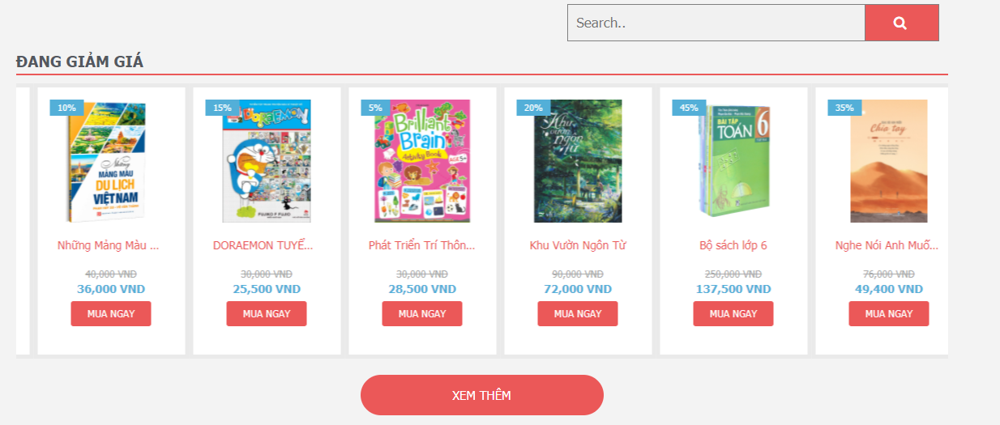 Search..
ĐANG GIẢM GIÁ
10%
Những
MẢNG MÀU
DU LỊCH
VIỆT NAM
Những Mảng Màu ...
40,000 VND
36,000 VND
MUA NGAY
15%
DORAEMON
FUJIKO.F FUJIO
DORAEMON TUYỂ...
30,000 VND
25,500 VND
MUA NGAY
5%
Brilliant
Brain
Activity Book
AGE 5+
Phát Triển Trí Thôn...
30,000 VND
28,500 VND
MUA NGAY
20%
Khu
vườn
ngôn
từ
Khu Vườn Ngôn Từ
90,000 VND
72,000 VND
MUA NGAY
45%
BÀI TẬP
TOÁN 6
Bộ sách lớp 6
250,000 VND
137,500 VND
MUA NGAY
35%
Chia tay
Nghe Nói Anh Muố...
76,000 VND
49,400 VND
MUA NGAY
XEM THÊM